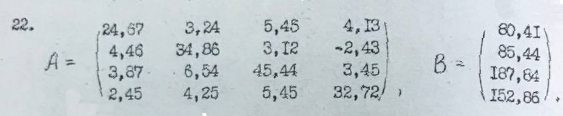 22.
A = ( 24,67 3,24 5,45 4,13
4,46 34,86 3,12 -2,43
3,87 6,54 45,44 3,45
2,45 4,25 5,45 32,72 ),
B = ( 80,41
85,44
187,84
152,86 ).